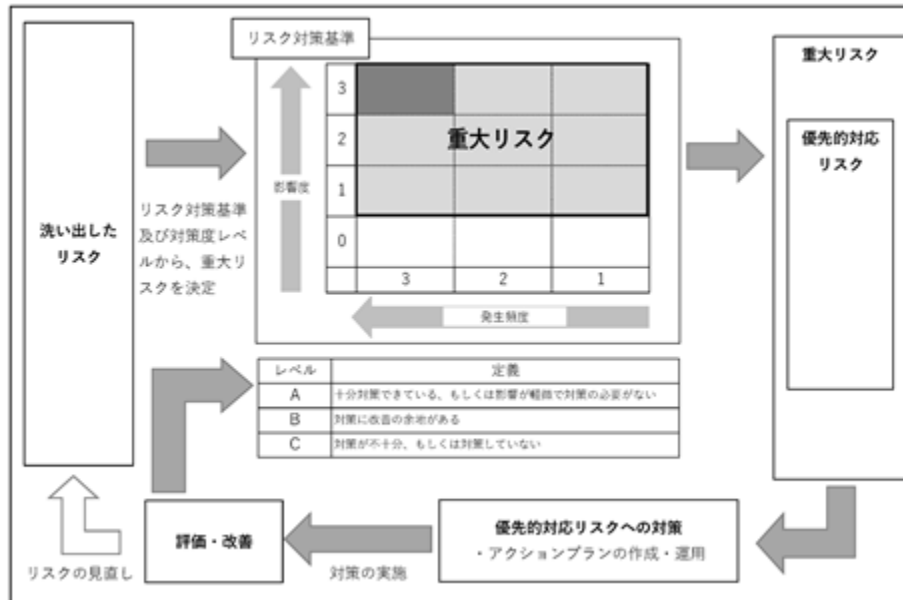 洗い出した
リスク
リスク対策基準
及び対策度レベ
ルから、重大リ
スクを決定
リスク対策基準
影響度
3
2
1
0
重大リスク
3 2 1
発生頻度
レベル 定義
A 十分対策できている、もしくは影響が軽微で対策の必要がない
B 対策に改善の余地がある
C 対策が不十分、もしくは対策していない
重大リスク
優先的対応
リスク
優先的対応リスクへの対策
・アクションプランの作成・運用
対策の実施
評価・改善
リスクの見直し